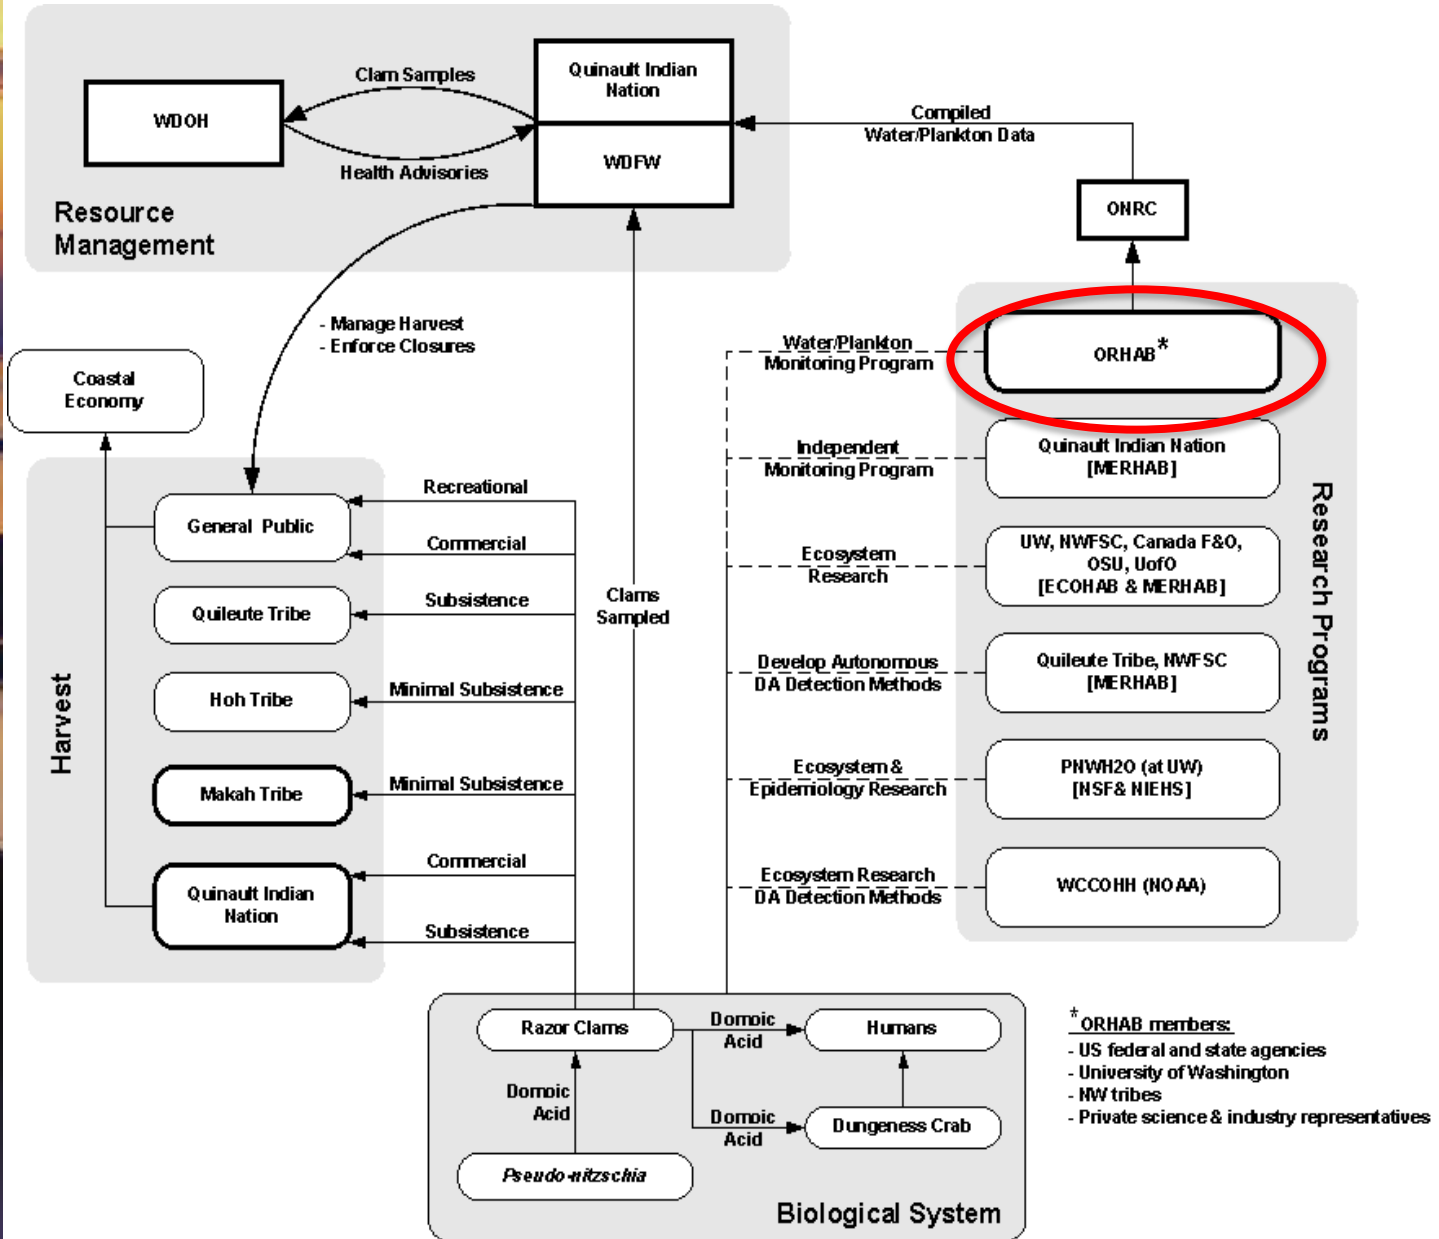 Clam Samples
WDOH
Health Advisories
Quinault Indian
Nation
WDFW
Resource
Management
Compiled
Water/Plankton Data
ONRC
- Manage Harvest
- Enforce Closures
Coastal
Economy
Harvest
General Public
Quileute Tribe
Hoh Tribe
Makah Tribe
Quinault Indian
Nation
Recreational
Commercial
Subsistence
Minimal Subsistence
Minimal Subsistence
Commercial
Subsistence
Clams
Sampled
Water/Plankton
Monitoring Program
Independent
Monitoring Program
Ecosystem
Research
Develop Autonomous
DA Detection Methods
Ecosystem &
Epidemiology Research
Ecosystem Research
DA Detection Methods
ORHAB*
Quinault Indian Nation
[MERHAB]
UW, NWFSC, Canada F&O,
OSU, UofO
[ECOHAB & MERHAB]
Quileute Tribe, NWFSC
[MERHAB]
PNWH2O (at UW)
[NSF& NIEHS]
WCCOHH (NOAA)
Research Programs
Razor Clams
Domoic
Acid
Humans
Domoic
Acid
Domoic
Acid
Dungeness Crab
Pseudo-nitzschia
Biological System
* ORHAB members:
- US federal and state agencies
- University of Washington
- NW tribes
- Private science & industry representatives